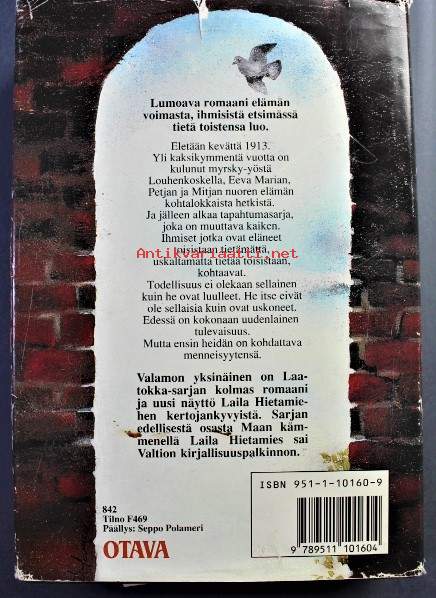 Lumoava romaani elämän
voimasta, ihmisistä etsimässä
tietä toistensa luo.
Eletään kevättä 1913.
Yli kaksikymmentä vuotta on
kulunut myrsky-yöstä
Louhenkoskella, Eeva Marian,
Petjan ja Mitjan nuoren elämän
kohtalokkaista hetkistä.
Ja jälleen alkaa tapahtumasarja,
joka on muuttava kaiken.
Ihmiset jotka ovat eläneet
Antikvariaatit.net
toisistaan tietämättä,
uskaltamatta tietää toisistaan,
kohtaavat.
Todellisuus ei olekaan sellainen
kuin he ovat luulleet. He itse eivät
ole sellaisia kuin ovat uskoneet.
Edessä on kokonaan uudenlainen
tulevaisuus.
Mutta ensin heidän on kohdattava
menneisyytensä.
Valamon yksinäinen on Laa-
tokka-sarjan kolmas romaani
ja uusi näyttö Laila Hietamie-
hen kertojankyvyistä. Sarjan
edellisestä osasta Maan käm-
menellä Laila Hietamies sai
Valtion kirjallisuuspalkinnon.
ISBN 951-1-10160-9
9 789511 101604
842
Tilno F469
Päällys: Seppo Polameri
OTAVA